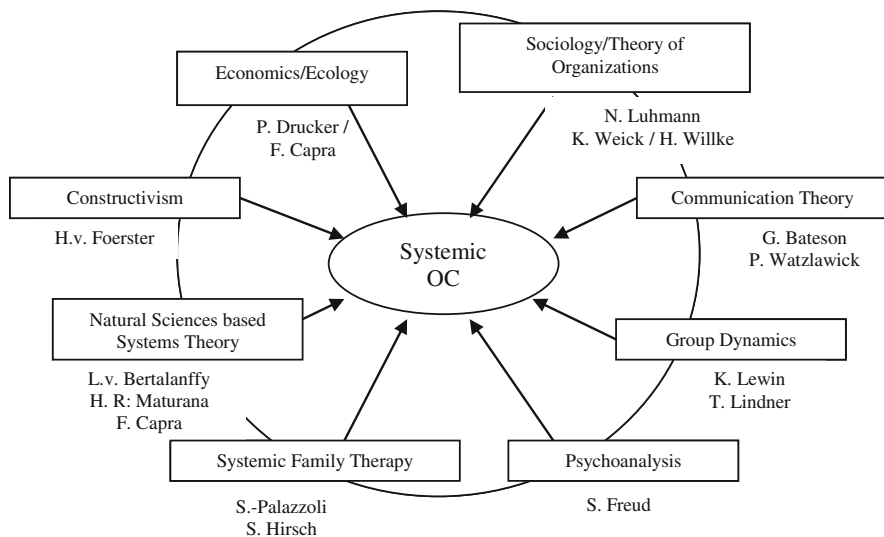 Sociology/Theory of
Organizations
Economics/Ecology
N. Luhmann
K. Weick / H. Willke
P. Drucker /
F. Capra
Constructivism
H.v. Foerster
Communication Theory
G. Bateson
P. Watzlawick
Systemic
OC
Natural Sciences based
Systems Theory
L.v. Bertalanffy
H. R: Maturana
F. Capra
Group Dynamics
K. Lewin
T. Lindner
Systemic Family Therapy
S.-Palazzoli
S. Hirsch
Psychoanalysis
S. Freud